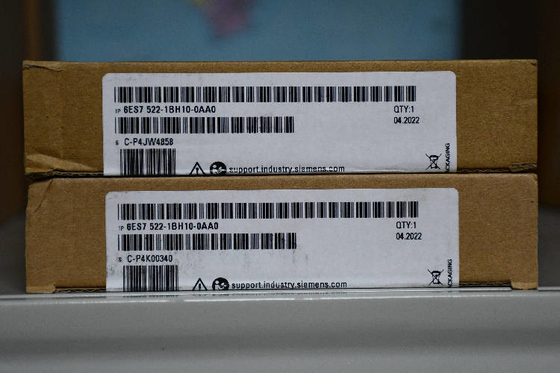 1P 6ES7 522-1BH10-0AA0
QTY:1
04.2022
S C-P4JW4858
support.industry.siemens.com
PACKAGING
1P 6ES7 522-1BH10-0AA0
QTY:1
04.2022
S C-P4K00340
support.industry.siemens.com
PACKAGING